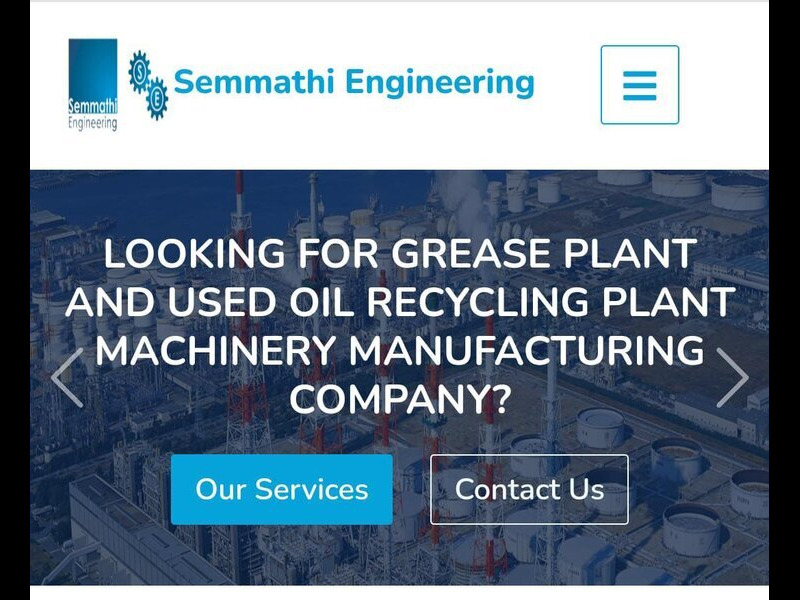 Semmathi
Engineering
S
E
Semmathi Engineering
LOOKING FOR GREASE PLANT
AND USED OIL RECYCLING PLANT
MACHINERY MANUFACTURING
COMPANY?
Our Services
Contact Us